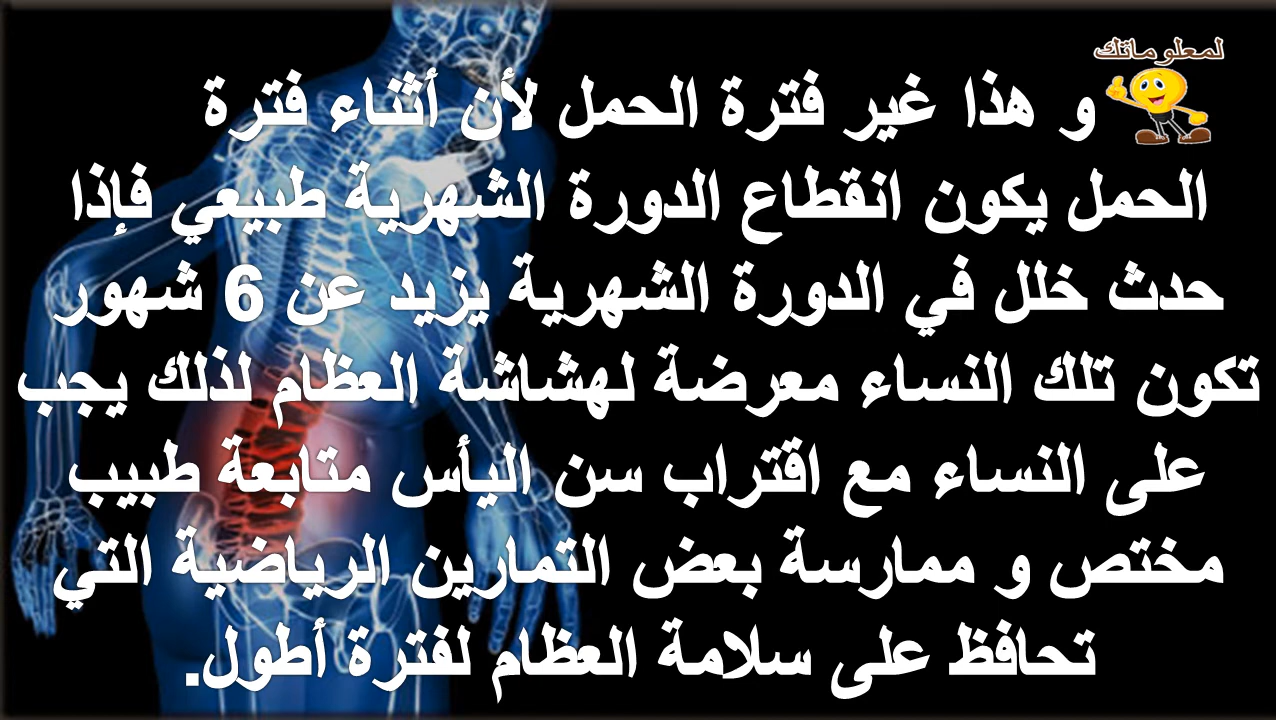 لمعلوماتك
و هذا غير فترة الحمل لأن أثناء فترة
الحمل يكون انقطاع الدورة الشهرية طبيعي فإذا
حدث خلل في الدورة الشهرية يزيد عن 6 شهور
تكون تلك النساء معرضة لهشاشة العظام لذلك يجب
على النساء مع اقتراب سن اليأس متابعة طبيب
مختص و ممارسة بعض التمارين الرياضية التي
تحافظ على سلامة العظام لفترة أطول.